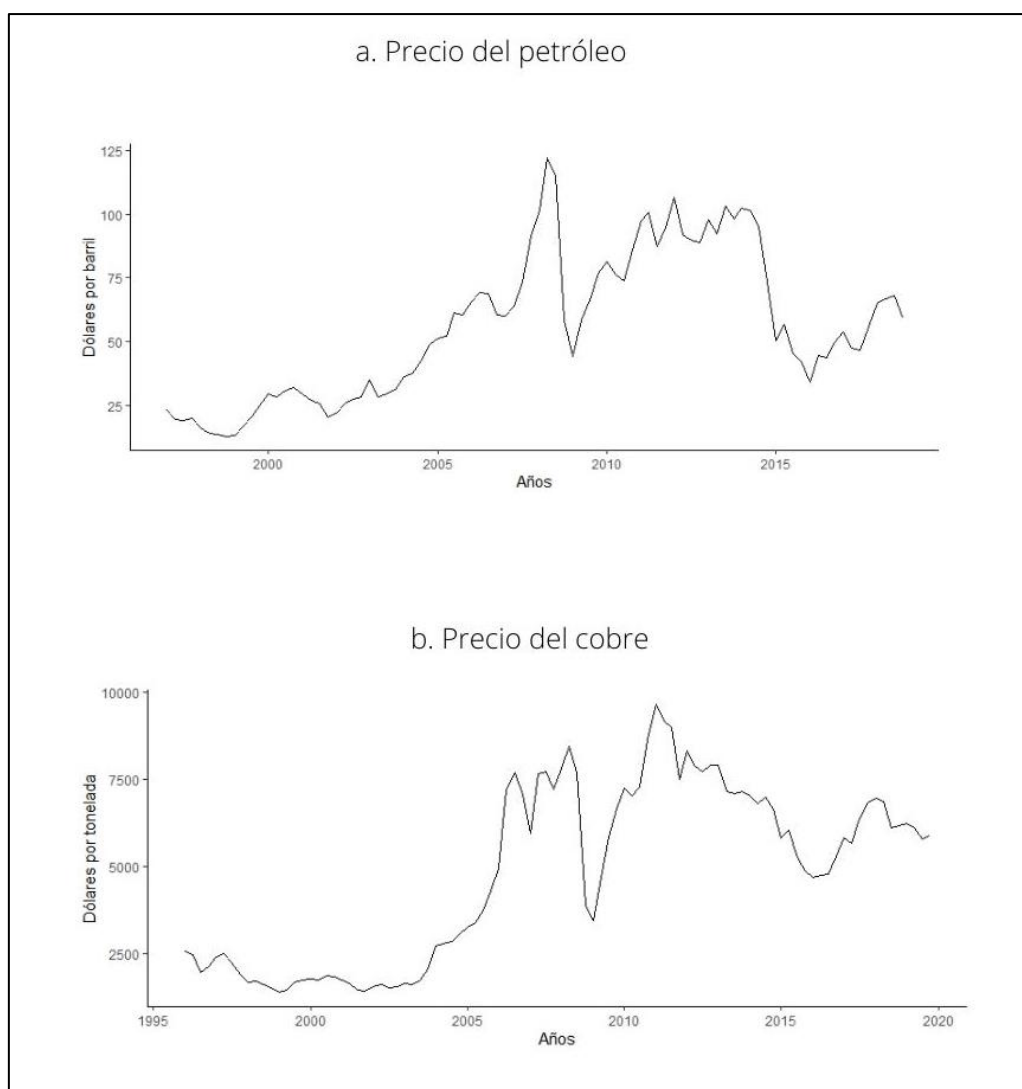 a. Precio del petróleo
125
100
75
50
25
Dólares por barril
2000 2005 2010 2015
Años
b. Precio del cobre
10000
7500
5000
2500
Dólares por tonelada
1995 2000 2005 2010 2015 2020
Años